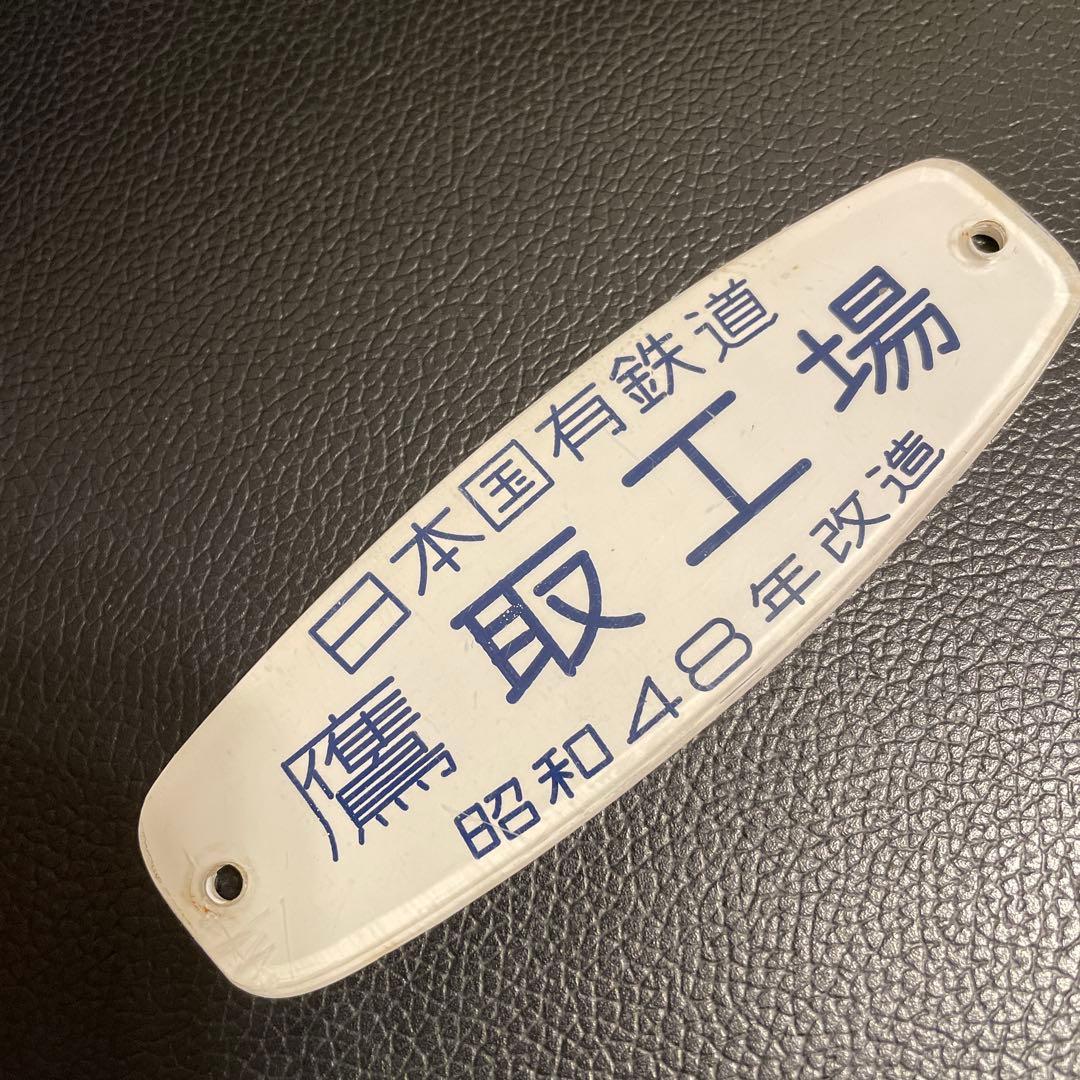 日本国有鉄道
鷹取工場
昭和48年改造